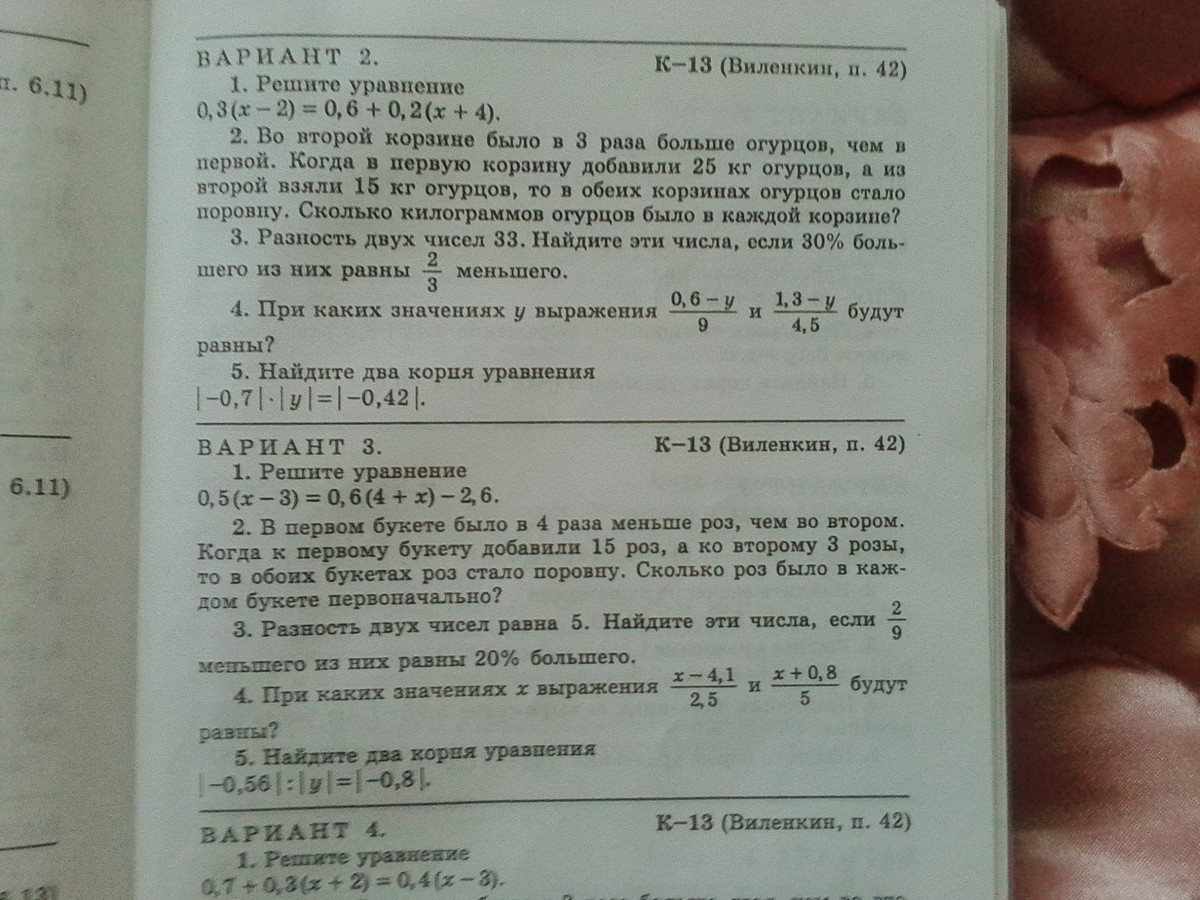 п. 6.11)
6.11)
ВАРИАНТ 2. К–13 (Виленкин, п. 42)
1. Решите уравнение
0,3(x – 2) = 0,6 + 0,2(x + 4).
2. Во второй корзине было в 3 раза больше огурцов, чем в
первой. Когда в первую корзину добавили 25 кг огурцов, а из
второй взяли 15 кг огурцов, то в обеих корзинах огурцов стало
поровну. Сколько килограммов огурцов было в каждой корзине?
3. Разность двух чисел 33. Найдите эти числа, если 30% боль-
шего из них равны 2/3 меньшего.
4. При каких значениях y выражения (0,6 – y)/9 и (1,3 – y)/4,5 будут
равны?
5. Найдите два корня уравнения
|–0,7|·|y|=|–0,42|.
ВАРИАНТ 3. К–13 (Виленкин, п. 42)
1. Решите уравнение
0,5(x – 3) = 0,6(4 + x) – 2,6.
2. В первом букете было в 4 раза меньше роз, чем во втором.
Когда к первому букету добавили 15 роз, а ко второму 3 розы,
то в обоих букетах роз стало поровну. Сколько роз было в каж-
дом букете первоначально?
3. Разность двух чисел равна 5. Найдите эти числа, если 2/9
меньшего из них равны 20% большего.
4. При каких значениях x выражения (x – 4,1)/2,5 и (x + 0,8)/5 будут
равны?
5. Найдите два корня уравнения
|–0,56|:|y|=|–0,8|.
ВАРИАНТ 4. К–13 (Виленкин, п. 42)
1. Решите уравнение
0,7 + 0,3(x + 2) = 0,4(x – 3).